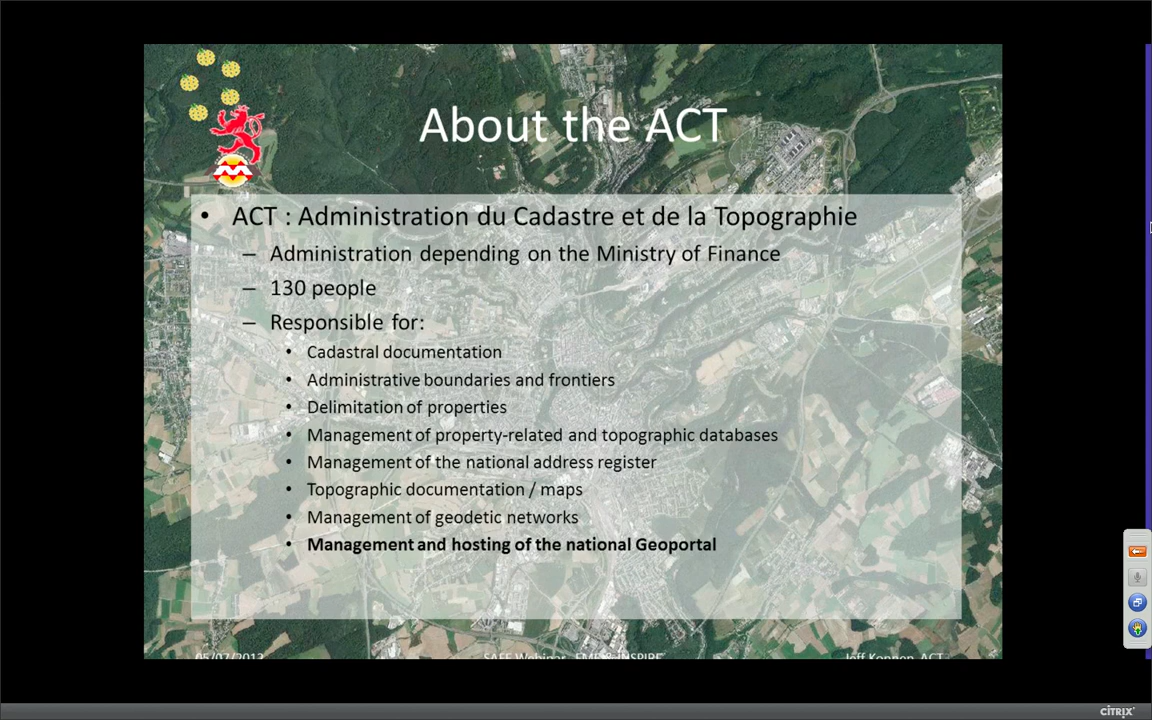 About the ACT
• ACT : Administration du Cadastre et de la Topographie
– Administration depending on the Ministry of Finance
– 130 people
– Responsible for:
• Cadastral documentation
• Administrative boundaries and frontiers
• Delimitation of properties
• Management of property-related and topographic databases
• Management of the national address register
• Topographic documentation / maps
• Management of geodetic networks
• Management and hosting of the national Geoportal
SAFE Webinar
CITRIX